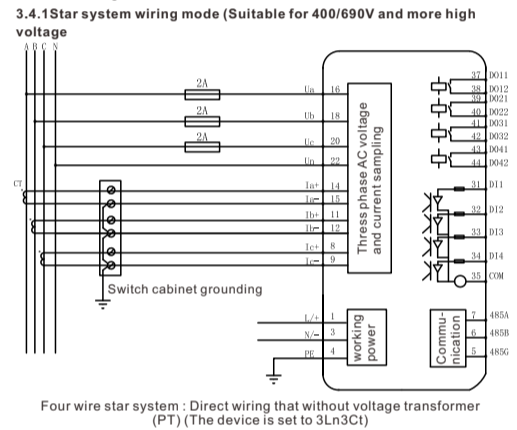 3.4.1Star system wiring mode (Suitable for 400/690V and more high
voltage
A B C N
2A
Ua 16
2A
Ub 18
2A
Uc 20
Un 22
CT
Ia+ 14
Ia- 15
Ib+ 11
Ib- 12
Ic+ 8
Ic- 9
Switch cabinet grounding
Thress phase AC voltage
and current sampling
37 DO11
38 DO12
39 DO21
40 DO22
41 DO31
42 DO32
43 DO41
44 DO42
31 DI1
32 DI2
33 DI3
34 DI4
35 COM
L/+ 1
N/- 3
PE 4
working
power
Commu-
nication
7 485A
6 485B
5 485G
Four wire star system : Direct wiring that without voltage transformer
(PT) (The device is set to 3Ln3Ct)